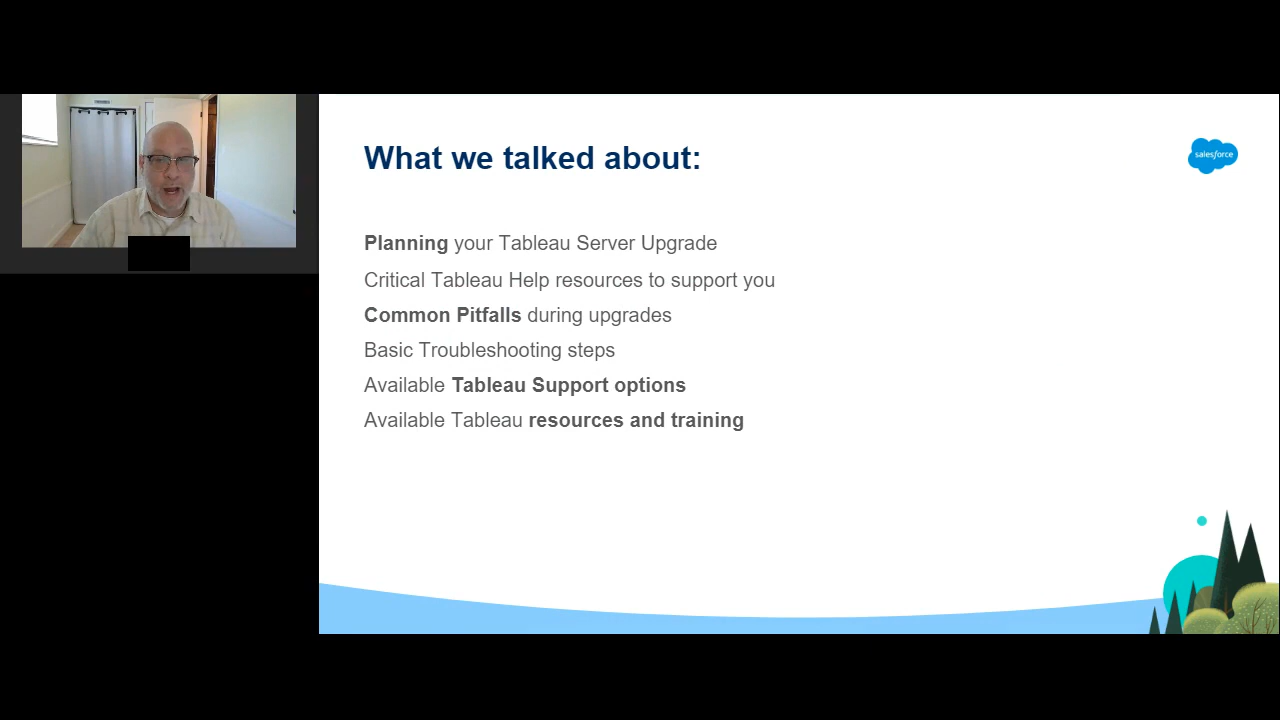 What we talked about:
salesforce
Planning your Tableau Server Upgrade
Critical Tableau Help resources to support you
Common Pitfalls during upgrades
Basic Troubleshooting steps
Available Tableau Support options
Available Tableau resources and training